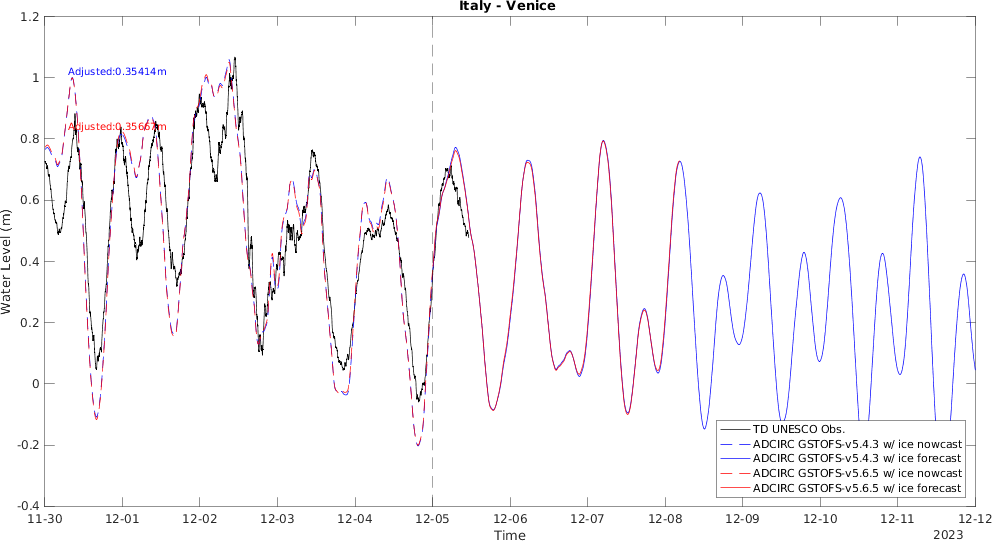 Italy - Venice
Water Level (m)
1.2
1
0.8
0.6
0.4
0.2
0
-0.2
-0.4
Adjusted:0.35414m
Adjusted:0.35667m
TD UNESCO Obs.
ADCIRC GSTOFS-v5.4.3 w/ ice nowcast
ADCIRC GSTOFS-v5.4.3 w/ ice forecast
ADCIRC GSTOFS-v5.6.5 w/ ice nowcast
ADCIRC GSTOFS-v5.6.5 w/ ice forecast
11-30 12-01 12-02 12-03 12-04 12-05 12-06 12-07 12-08 12-09 12-10 12-11 12-12
Time
2023